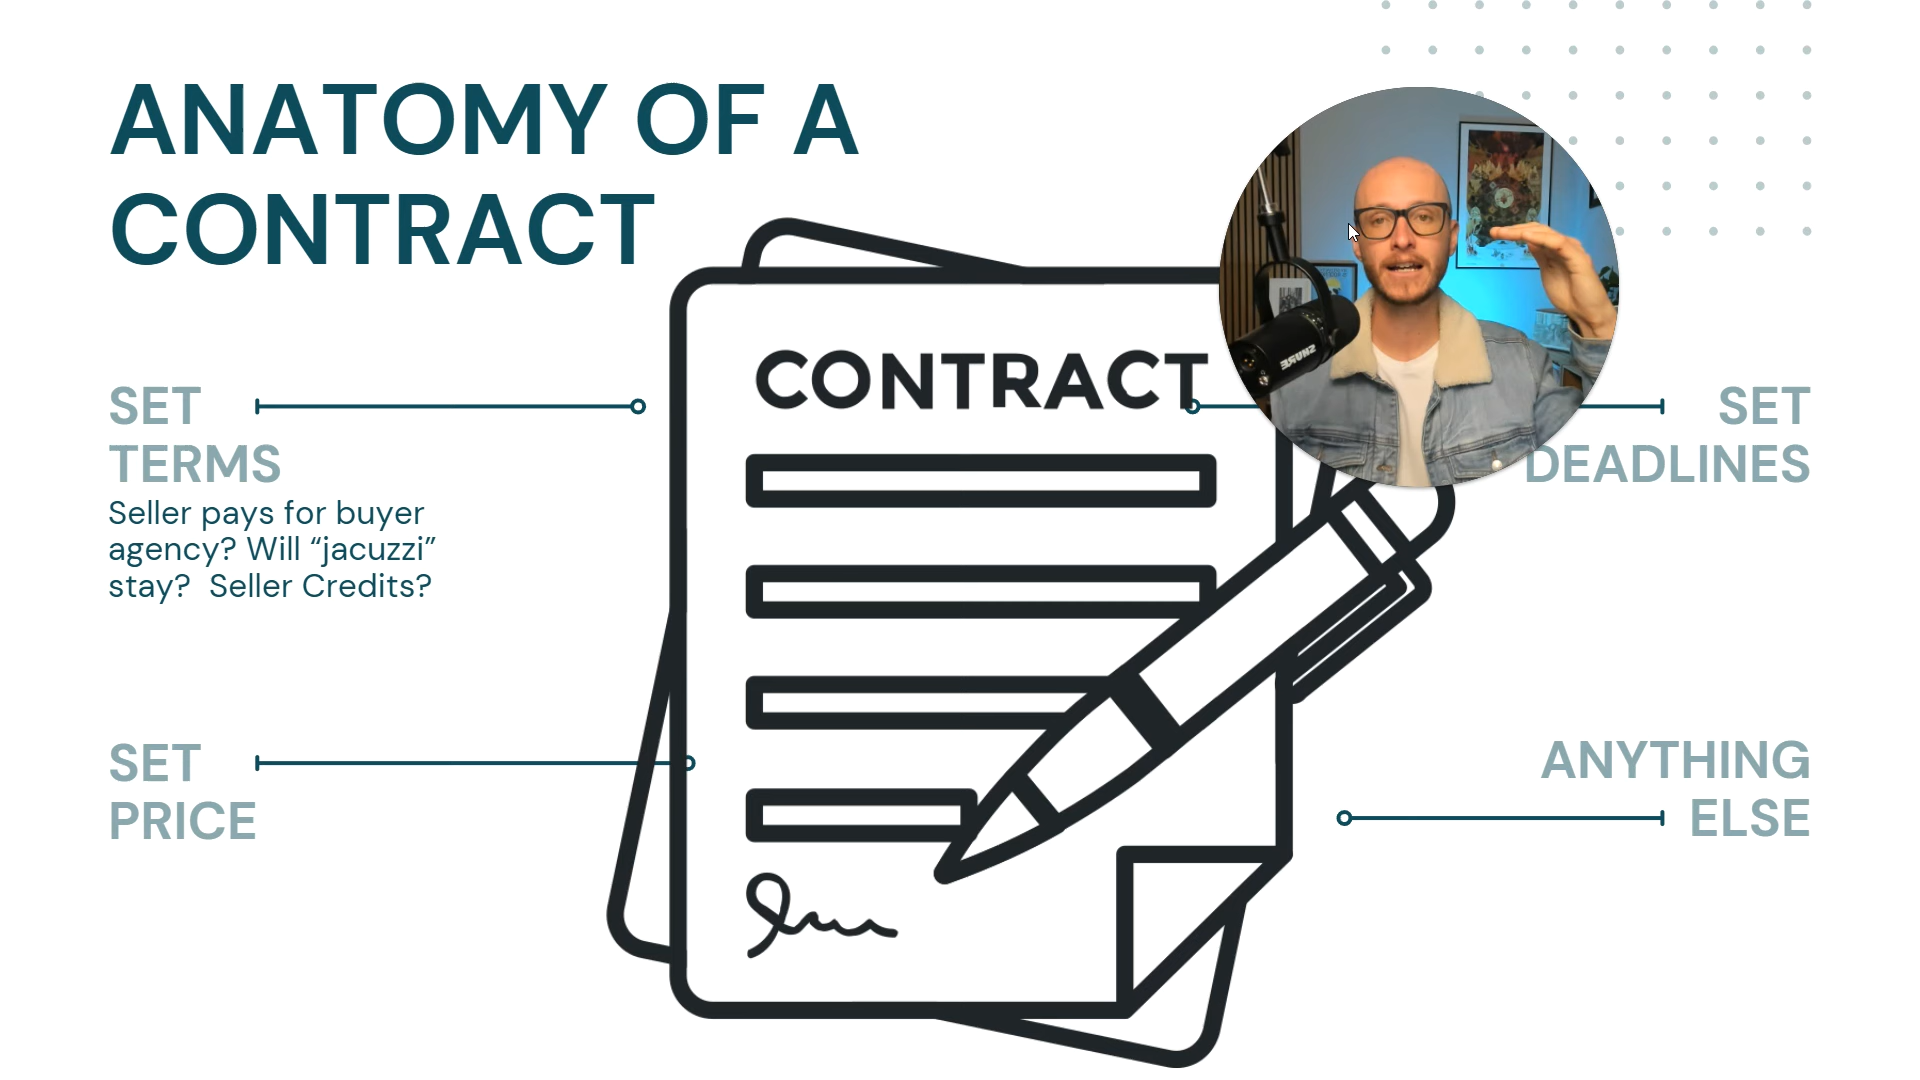 ANATOMY OF A
CONTRACT
CONTRACT
SET
TERMS
Seller pays for buyer
agency? Will “jacuzzi”
stay?  Seller Credits?
SET
DEADLINES
SET
PRICE
ANYTHING
ELSE
SHURE